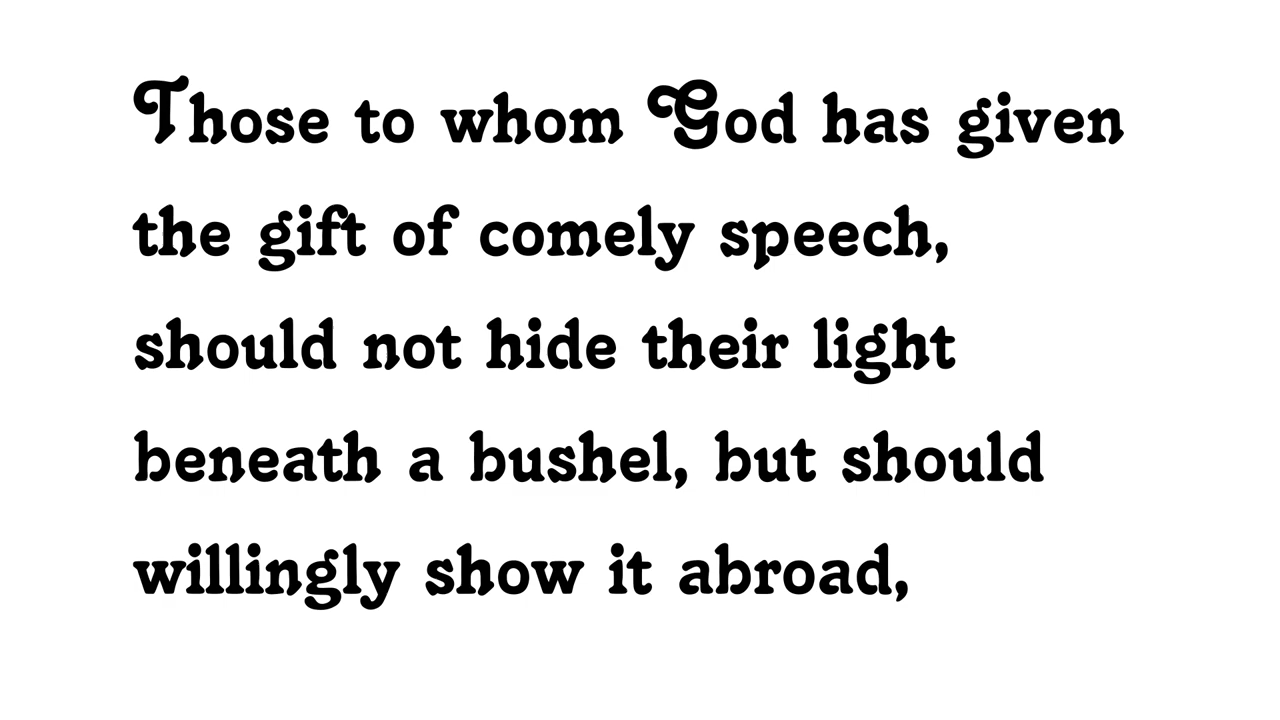 Those to whom God has given
the gift of comely speech,
should not hide their light
beneath a bushel, but should
willingly show it abroad,